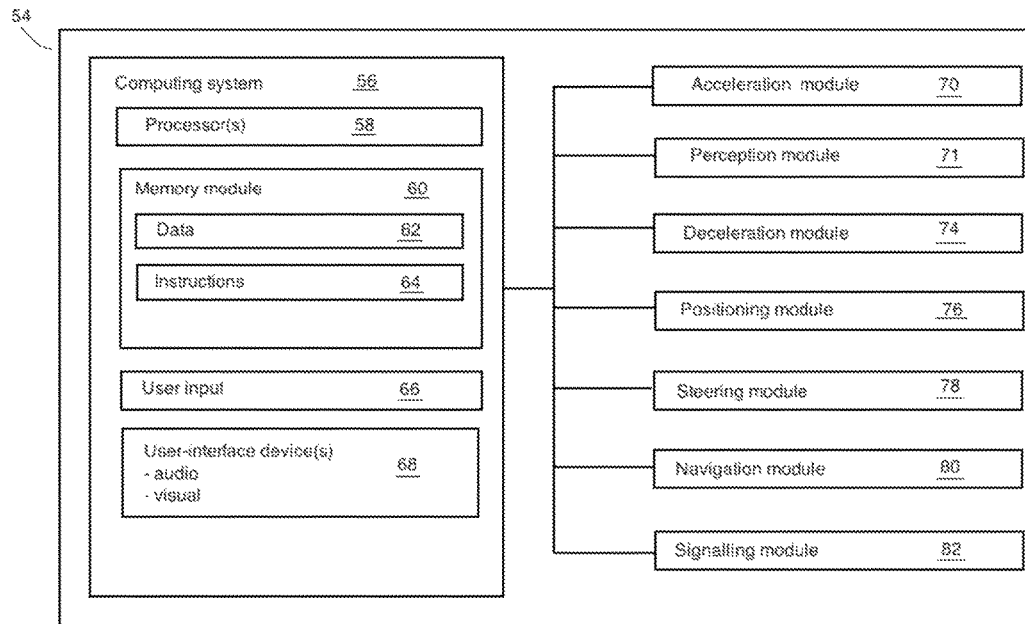 54
Computing system 56
Processor(s) 58
Memory module 60
Data 62
Instructions 64
User input 66
User-interface device(s) 68
- audio
- visual
Acceleration module 70
Perception module 71
Deceleration module 74
Positioning module 76
Steering module 78
Navigation module 80
Signalling module 82